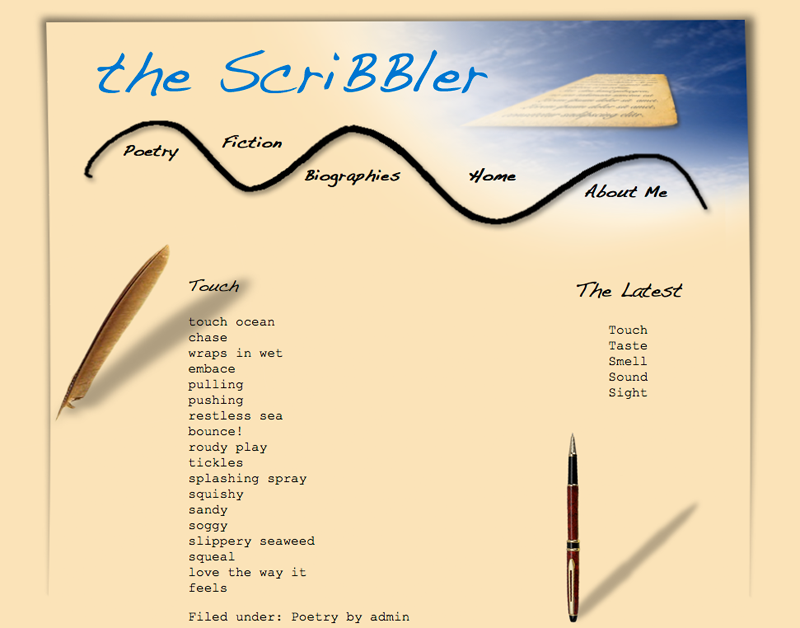 the ScriBBler
Poetry
Fiction
Biographies
Home
About Me
Touch
touch ocean
chase
wraps in wet
embace
pulling
pushing
restless sea
bounce!
roudy play
tickles
splashing spray
squishy
sandy
soggy
slippery seaweed
squeal
love the way it
feels
Filed under: Poetry by admin
The Latest
Touch
Taste
Smell
Sound
Sight